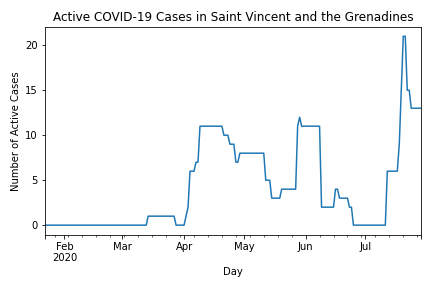 Active COVID-19 Cases in Saint Vincent and the Grenadines
Number of Active Cases
20
15
10
5
0
Feb Mar Apr May Jun Jul
2020
Day